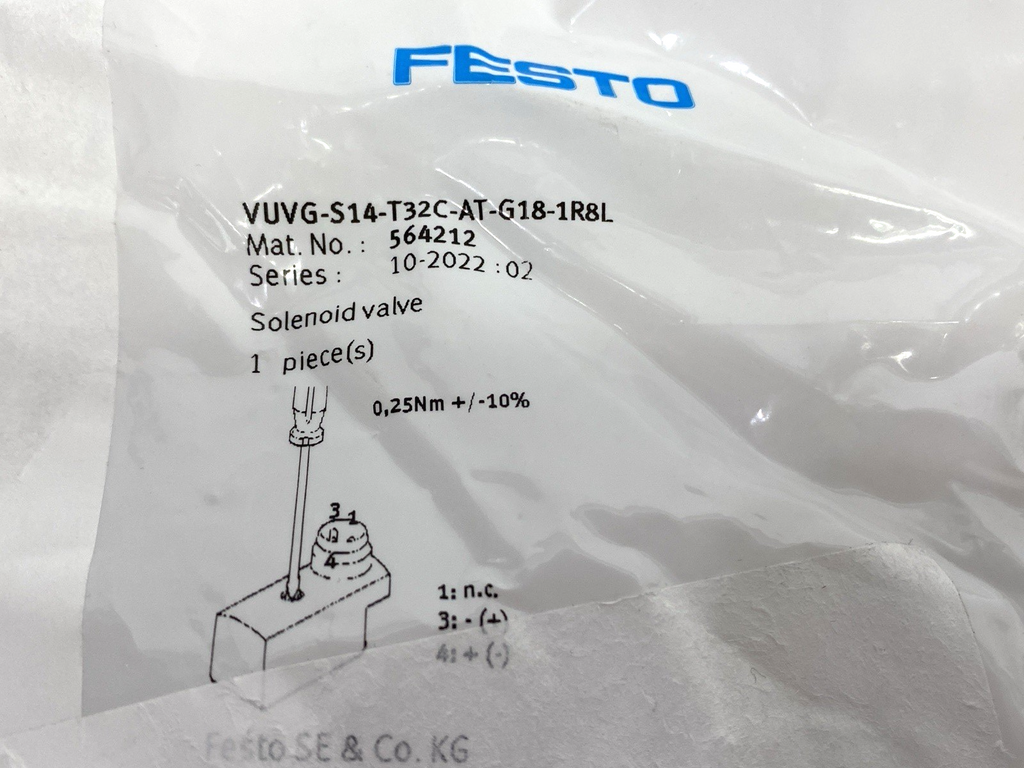 FESTO
VUVG-S14-T32C-AT-G18-1R8L
Mat. No.: 564212
Series: 10-2022:02
Solenoid valve
1 piece(s)
0,25Nm +/-10%
3 1
4
1: n.c.
3: - (+)
4: + (-)
Festo SE & Co. KG